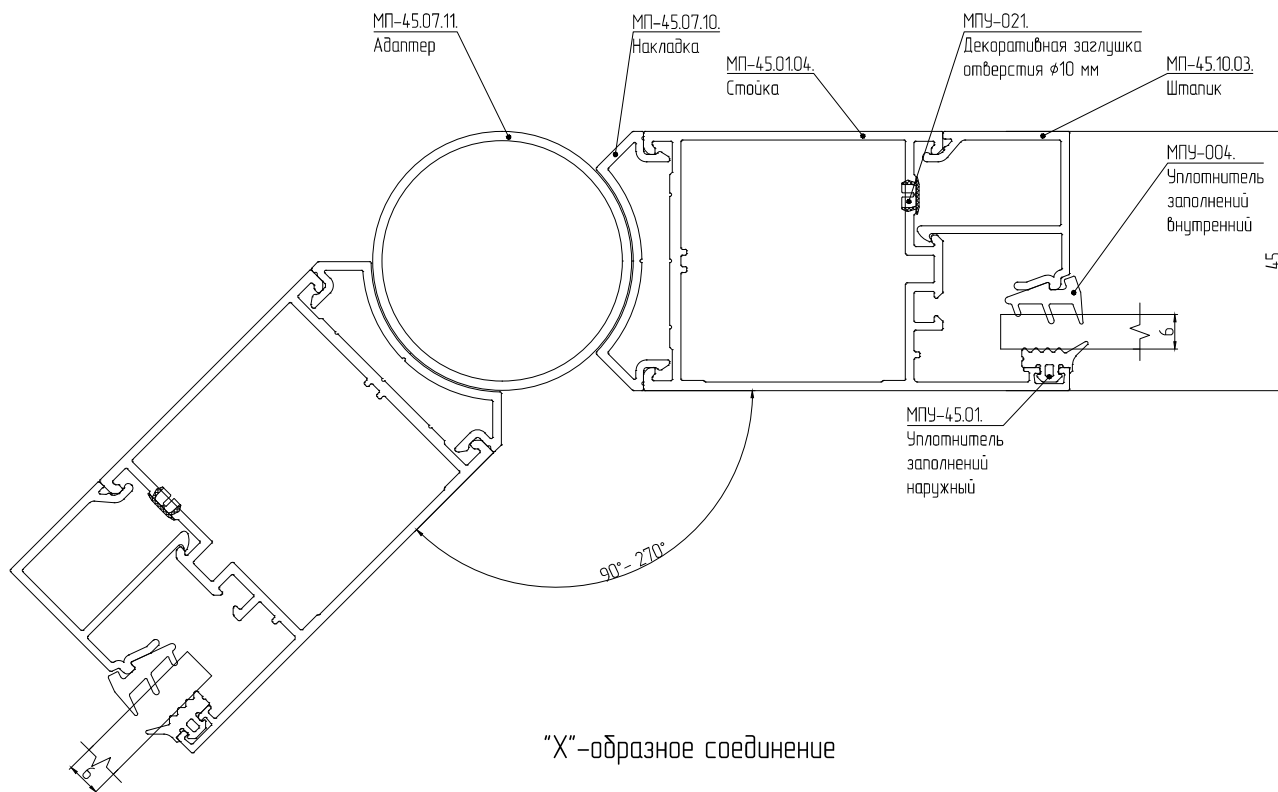 МП-45.07.11.
Адаптер
МП-45.07.10.
Накладка
МП-45.01.04.
Стойка
МПУ-021.
Декоративная заглушка
отверстия ø10 мм
МП-45.10.03.
Штапик
МПУ-004.
Уплотнитель
заполнений
внутренний
45
6
МПУ-45.01.
Уплотнитель
заполнений
наружный
90°- 270°
6
"X"-образное соединение